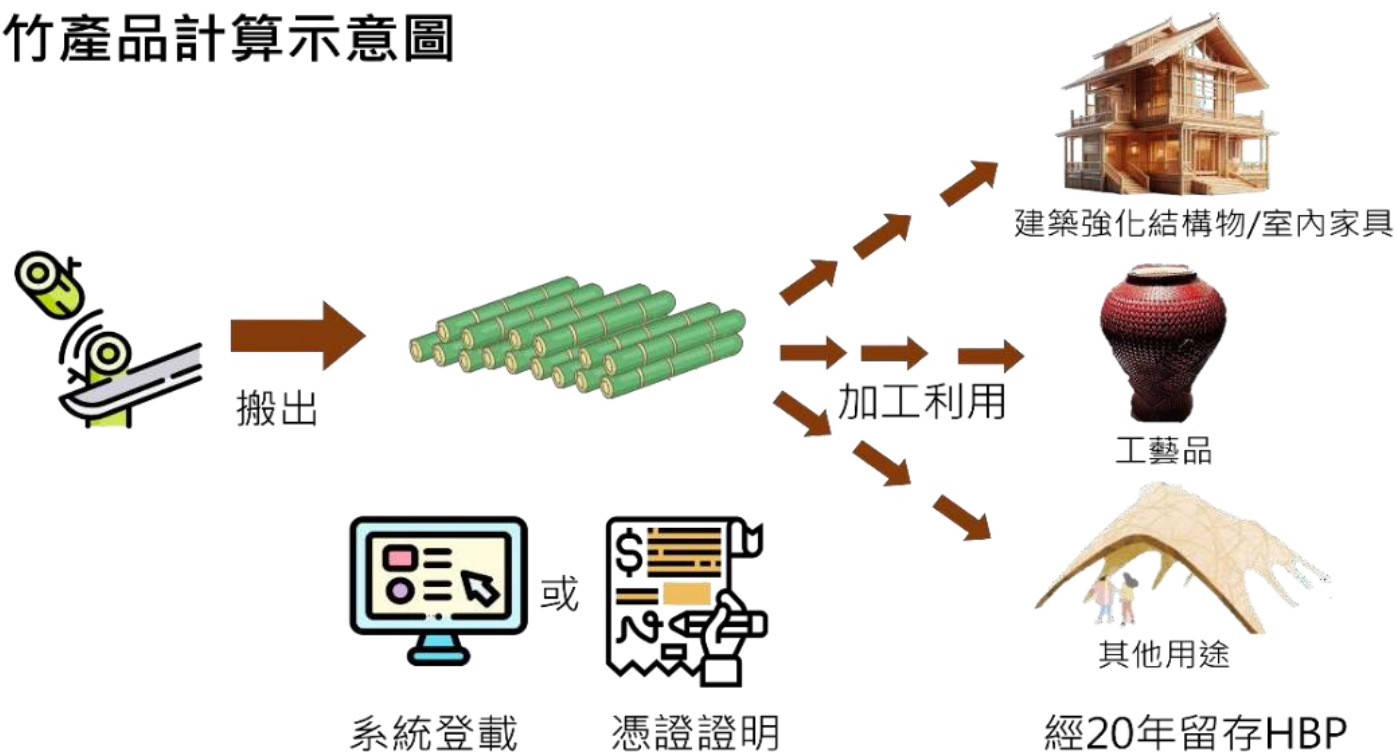 竹產品計算示意圖
建築強化結構物/室內家具
搬出
加工利用
工藝品
或
$
其他用途
系統登載
憑證證明
經20年留存HBP